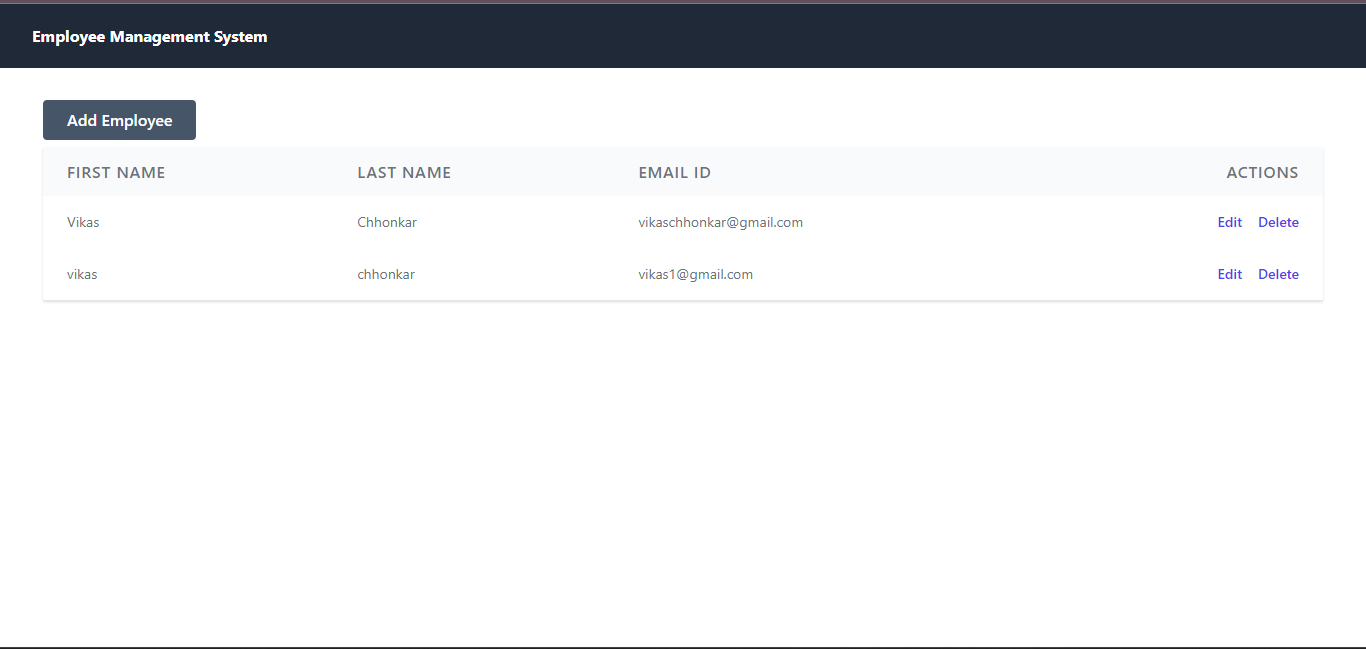 Employee Management System
Add Employee
FIRST NAME LAST NAME EMAIL ID ACTIONS
Vikas Chhonkar vikaschhonkar@gmail.com Edit Delete
vikas chhonkar vikas1@gmail.com Edit Delete